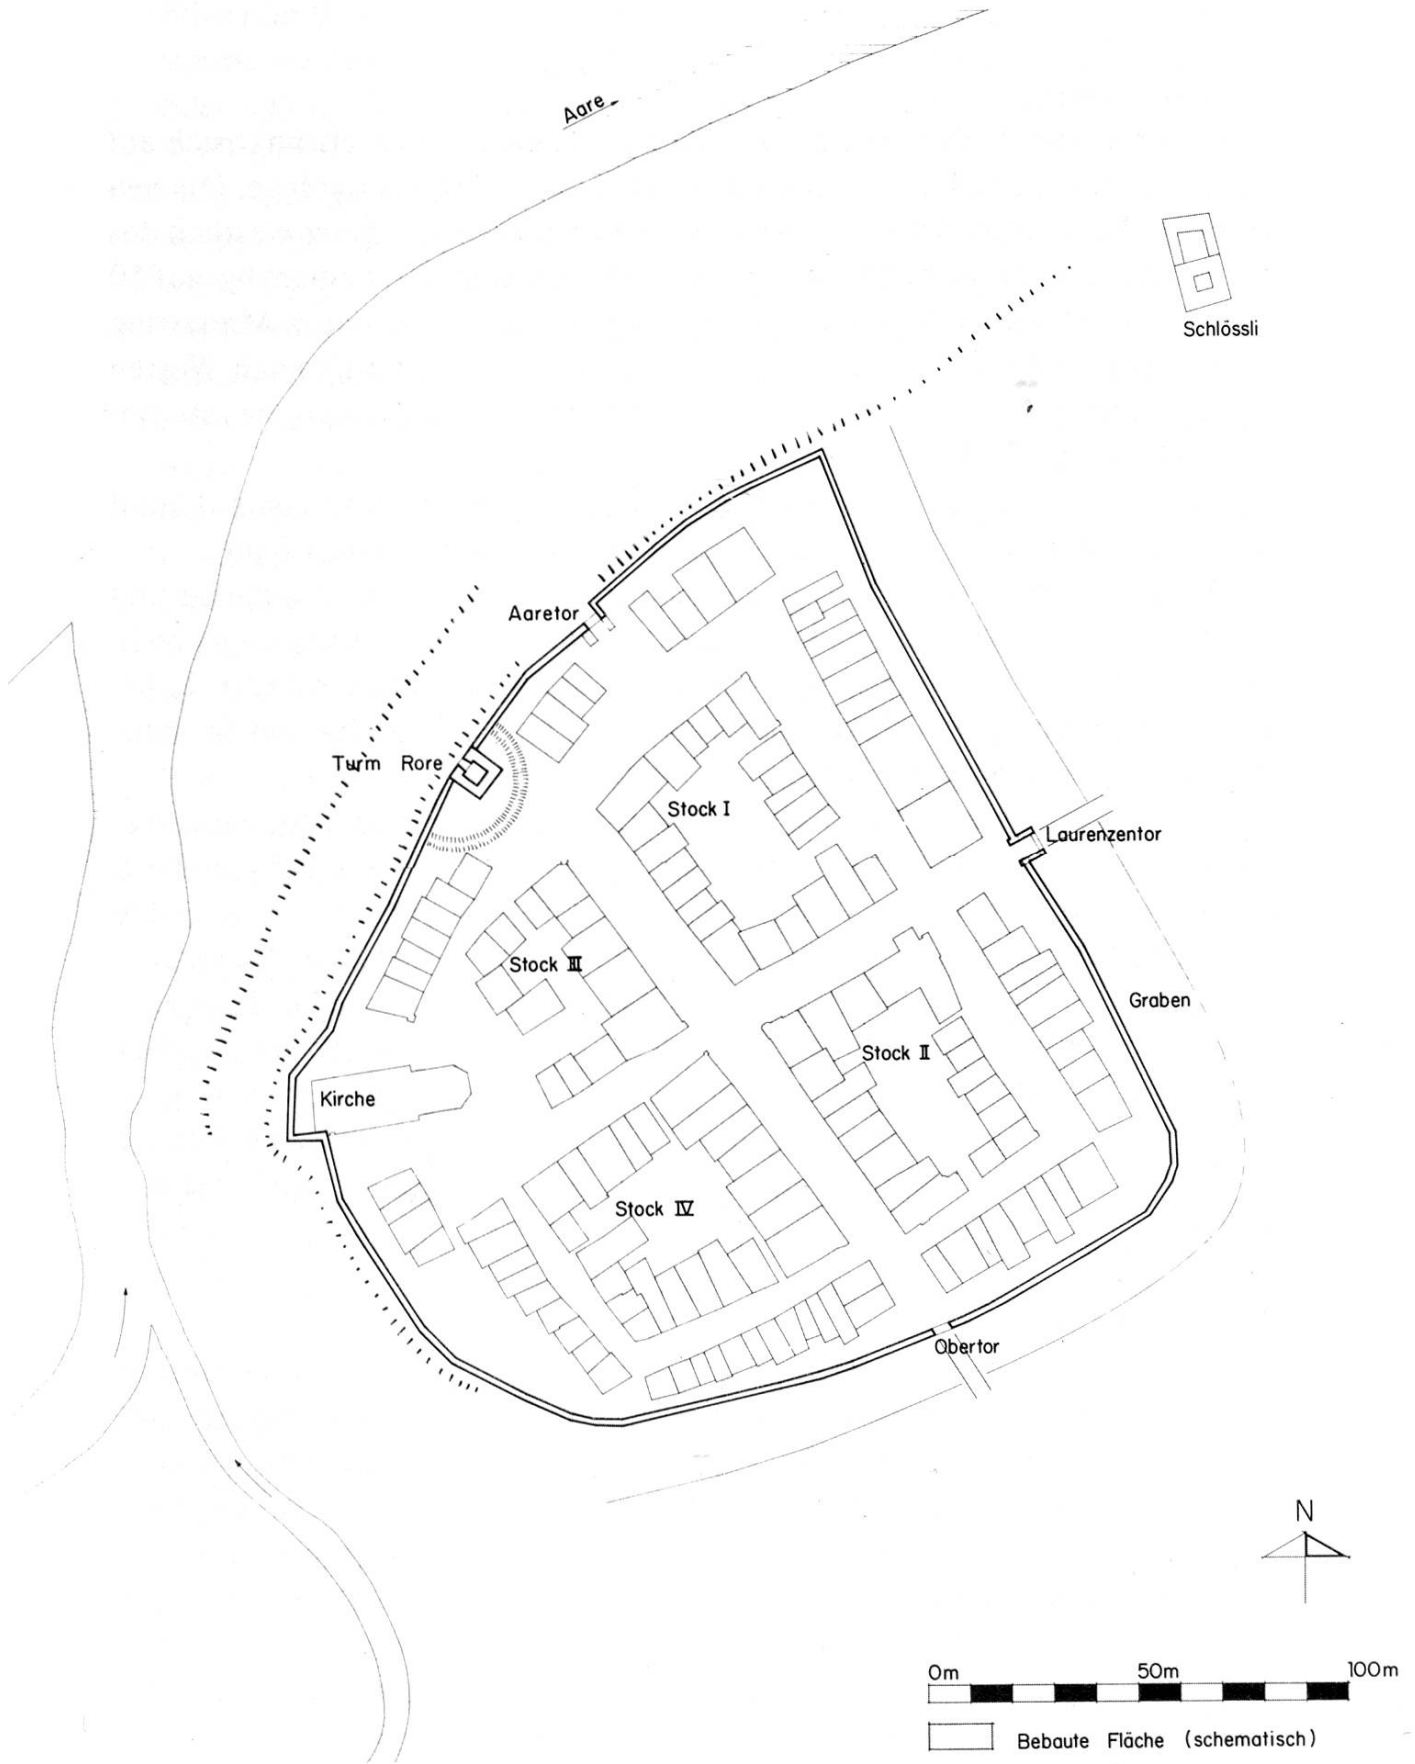 Aare
Schlössli
Aaretor
Turm Rore
Stock I
Laurenzentor
Stock III
Graben
Stock II
Kirche
Stock IV
Obertor
N
0m 50m 100m
Bebaute Fläche (schematisch)